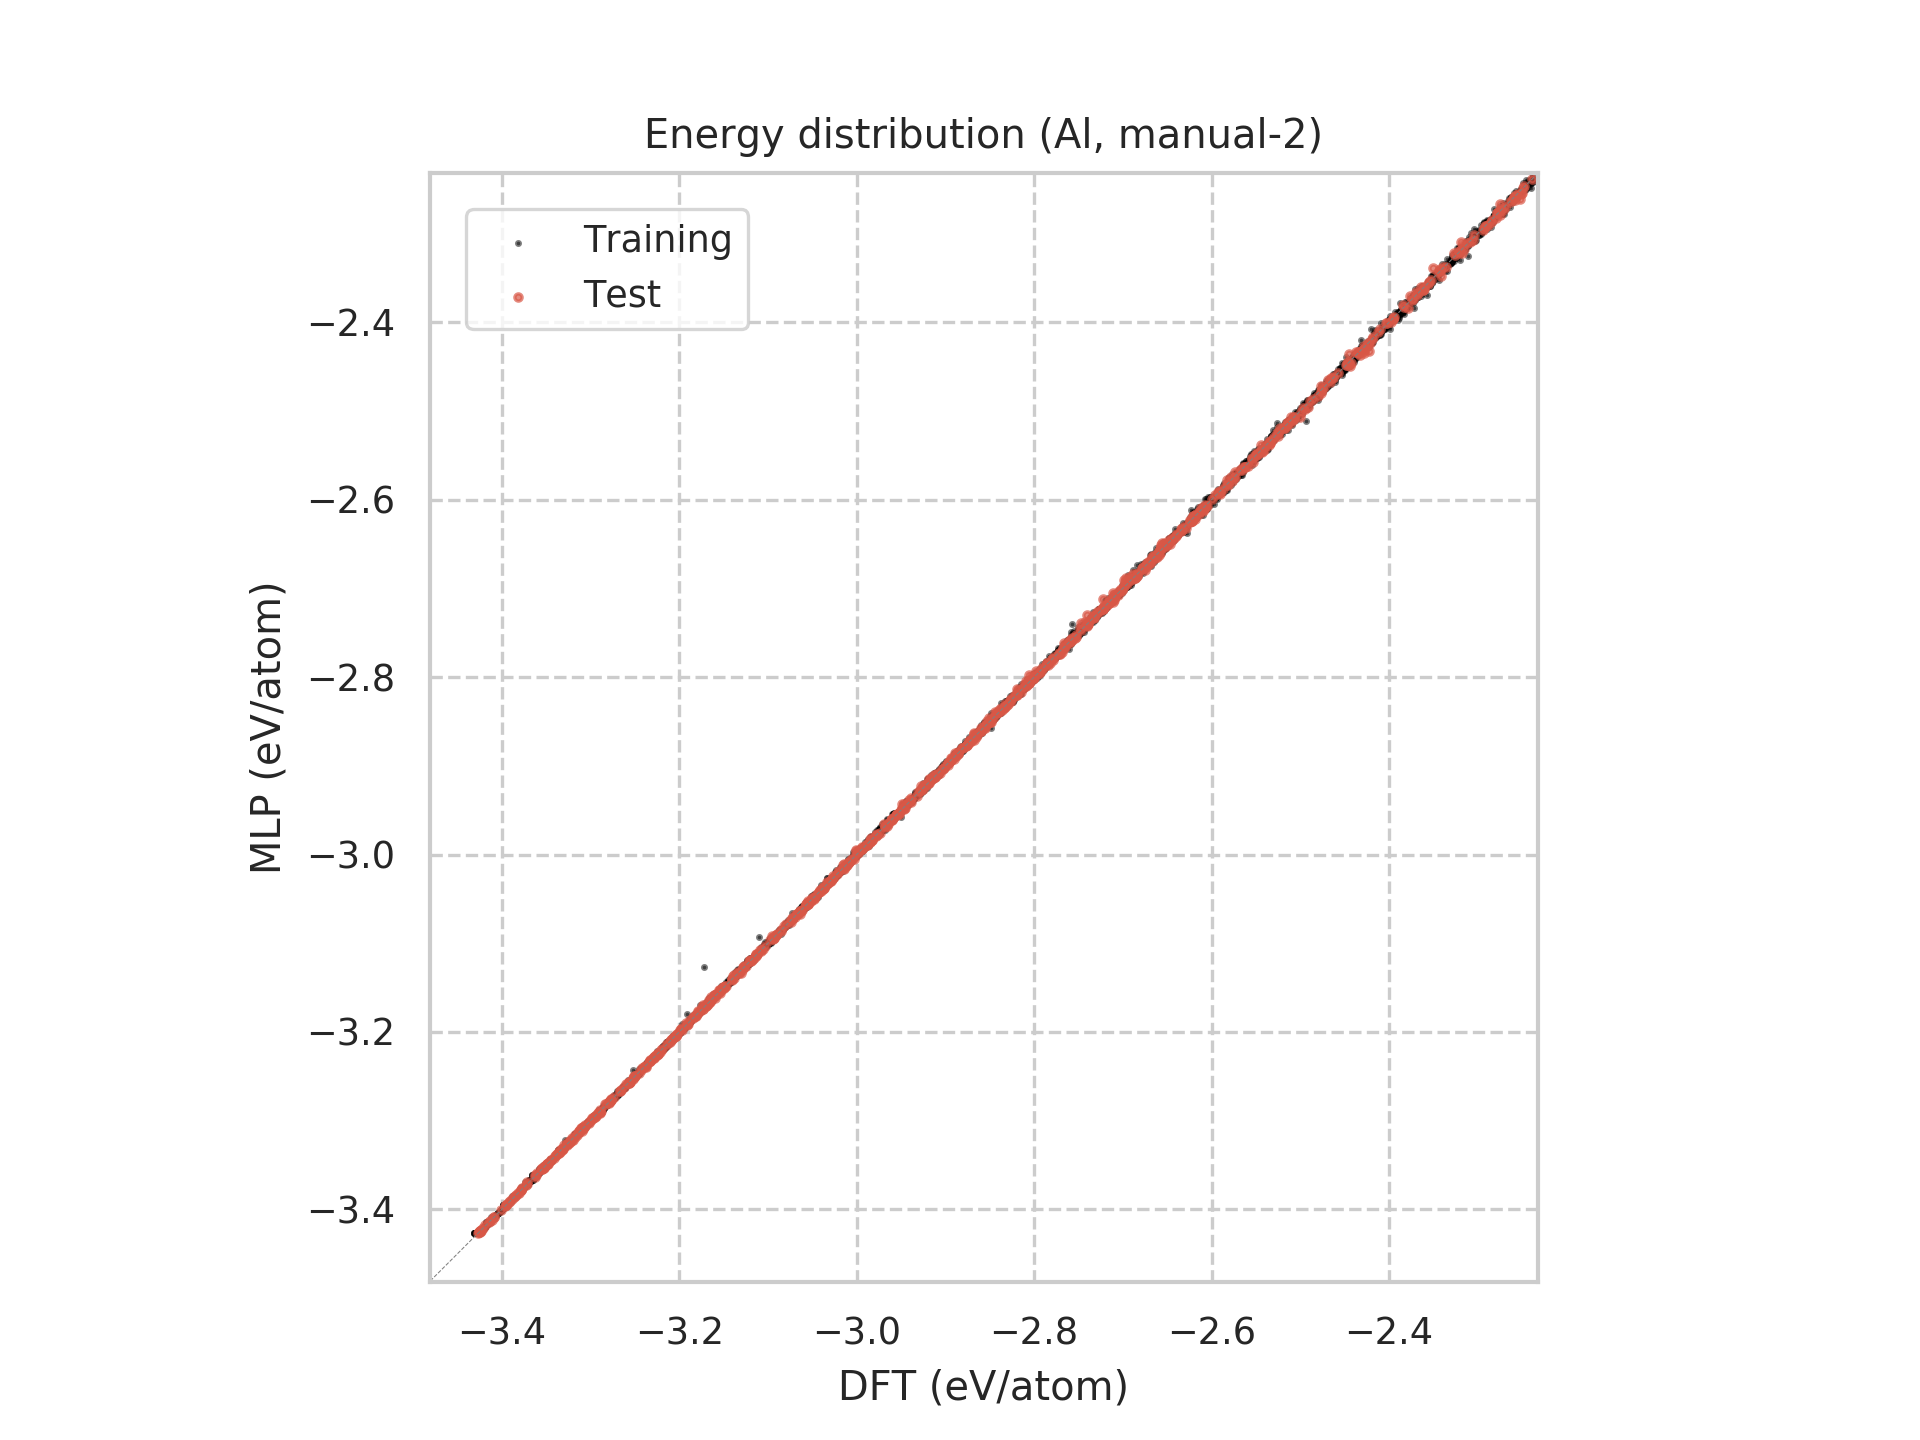 Energy distribution (Al, manual-2)
Training
Test
MLP (eV/atom)
−2.4
−2.6
−2.8
−3.0
−3.2
−3.4
−3.4 −3.2 −3.0 −2.8 −2.6 −2.4
DFT (eV/atom)